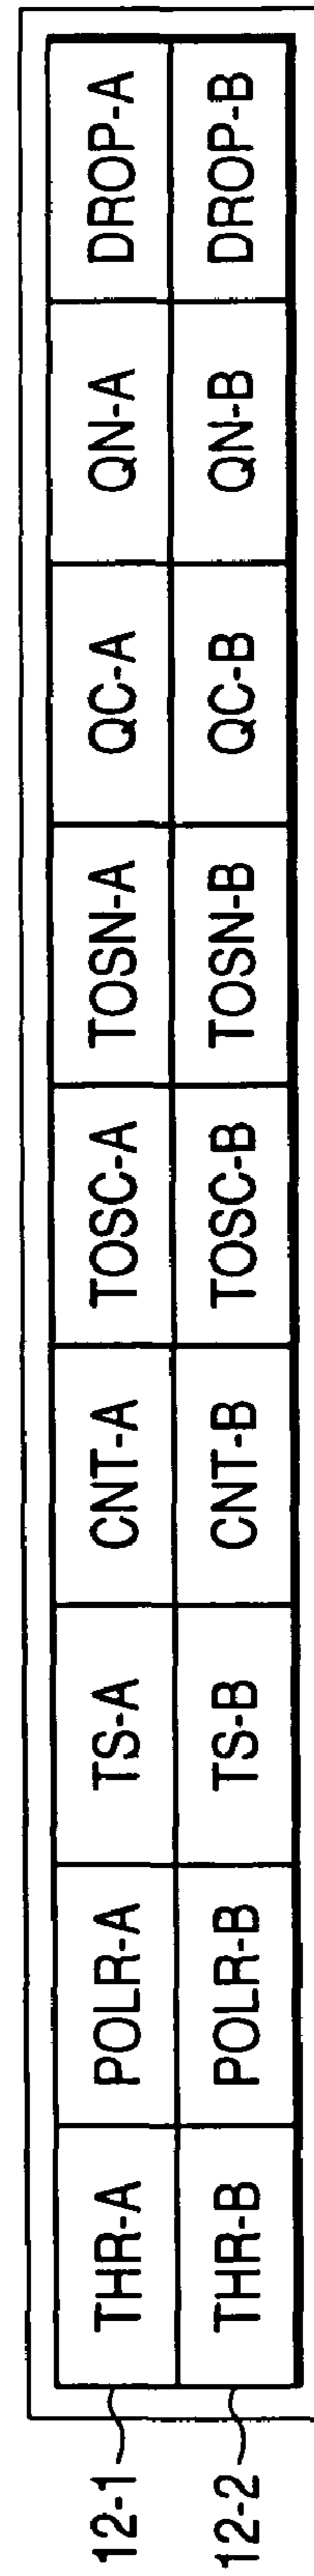 12-1 THR-A POLR-A TS-A CNT-A TOSC-A TOSN-A QC-A QN-A DROP-A
12-2 THR-B POLR-B TS-B CNT-B TOSC-B TOSN-B QC-B QN-B DROP-B